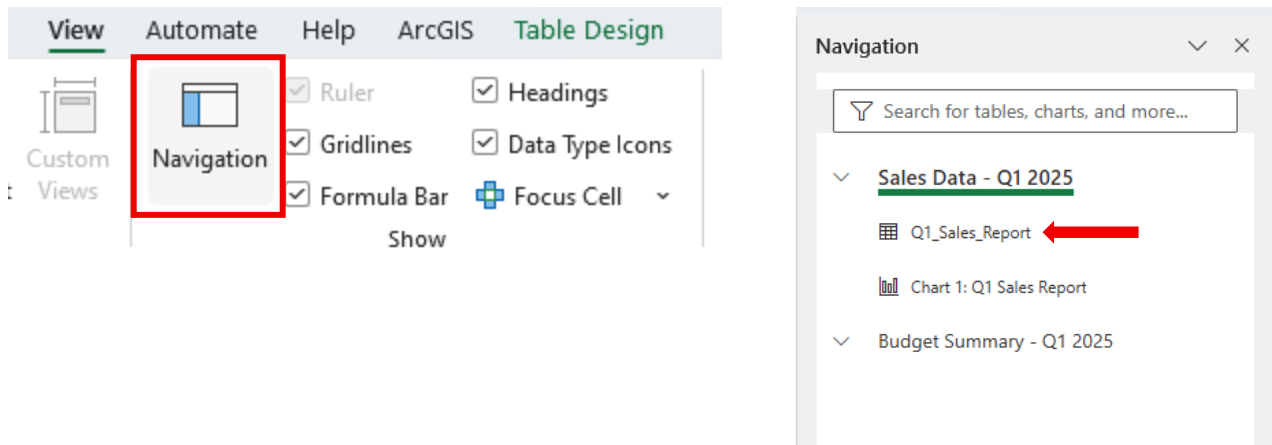 View Automate Help ArcGIS Table Design
Ruler Headings
Custom Views
Navigation
Gridlines Data Type Icons
Formula Bar Focus Cell
Show
Navigation
Search for tables, charts, and more...
Sales Data - Q1 2025
Q1_Sales_Report
Chart 1: Q1 Sales Report
Budget Summary - Q1 2025